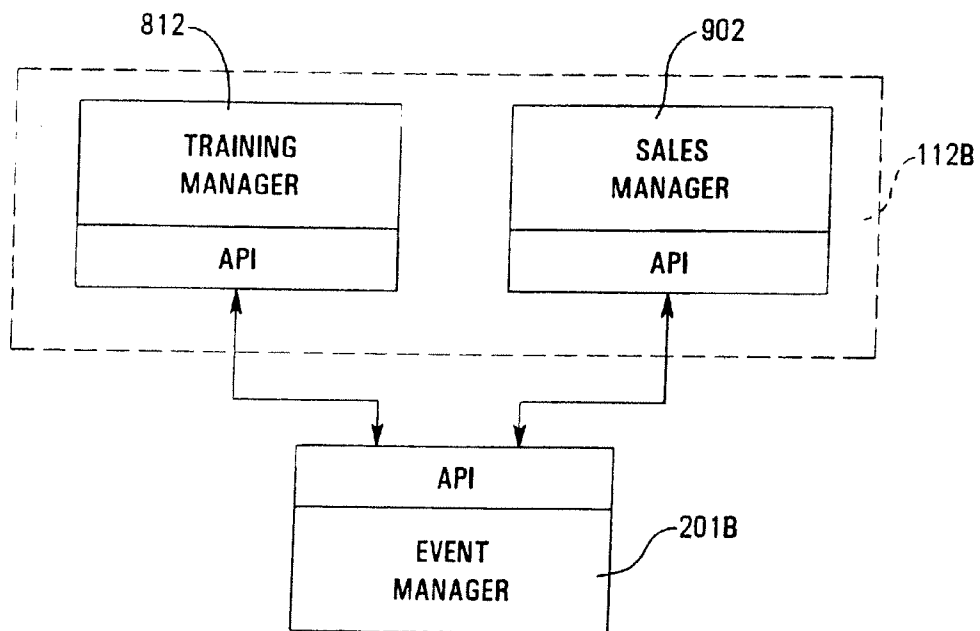 812
902
TRAINING
MANAGER
SALES
MANAGER
112B
API
API
API
201B
EVENT
MANAGER